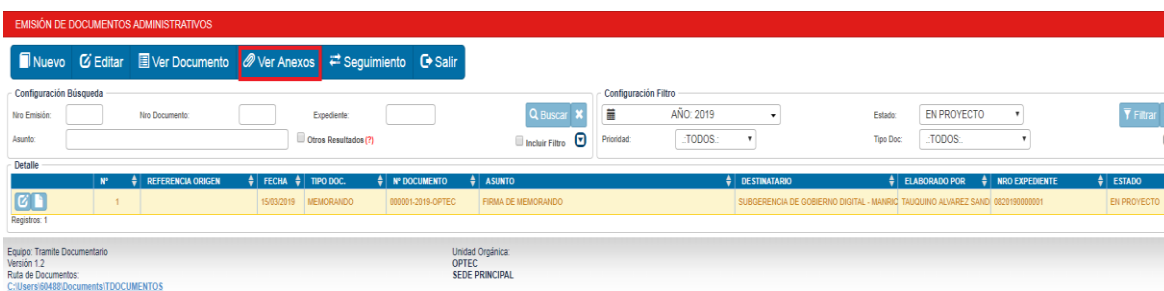 EMISIÓN DE DOCUMENTOS ADMINISTRATIVOS
Nuevo Editar Ver Documento Ver Anexos Seguimiento Salir
Configuración Búsqueda Configuración Filtro
Nro Emisión: Nro Documento: Expediente: Buscar AÑO: 2019 Estado: EN PROYECTO Filtrar
Asunto: Otros Resultados (?) Incluir Filtro Prioridad: .:TODOS:. Tipo Doc: .:TODOS:.
Detalle
Nº REFERENCIA ORIGEN FECHA TIPO DOC. Nº DOCUMENTO ASUNTO DESTINATARIO ELABORADO POR NRO EXPEDIENTE ESTADO
1 15/03/2019 MEMORANDO 000001-2019-OPTEC FIRMA DE MEMORANDO SUBGERENCIA DE GOBIERNO DIGITAL - MANRIC TAUQUINO ALVAREZ SAND 0820190000001 EN PROYECTO
Registros: 1
Equipo: Tramite Documentario Unidad Orgánica:
Versión 1.2 OPTEC
Ruta de Documentos: SEDE PRINCIPAL
C:\Users\60488\Documents\TDOCUMENTOS